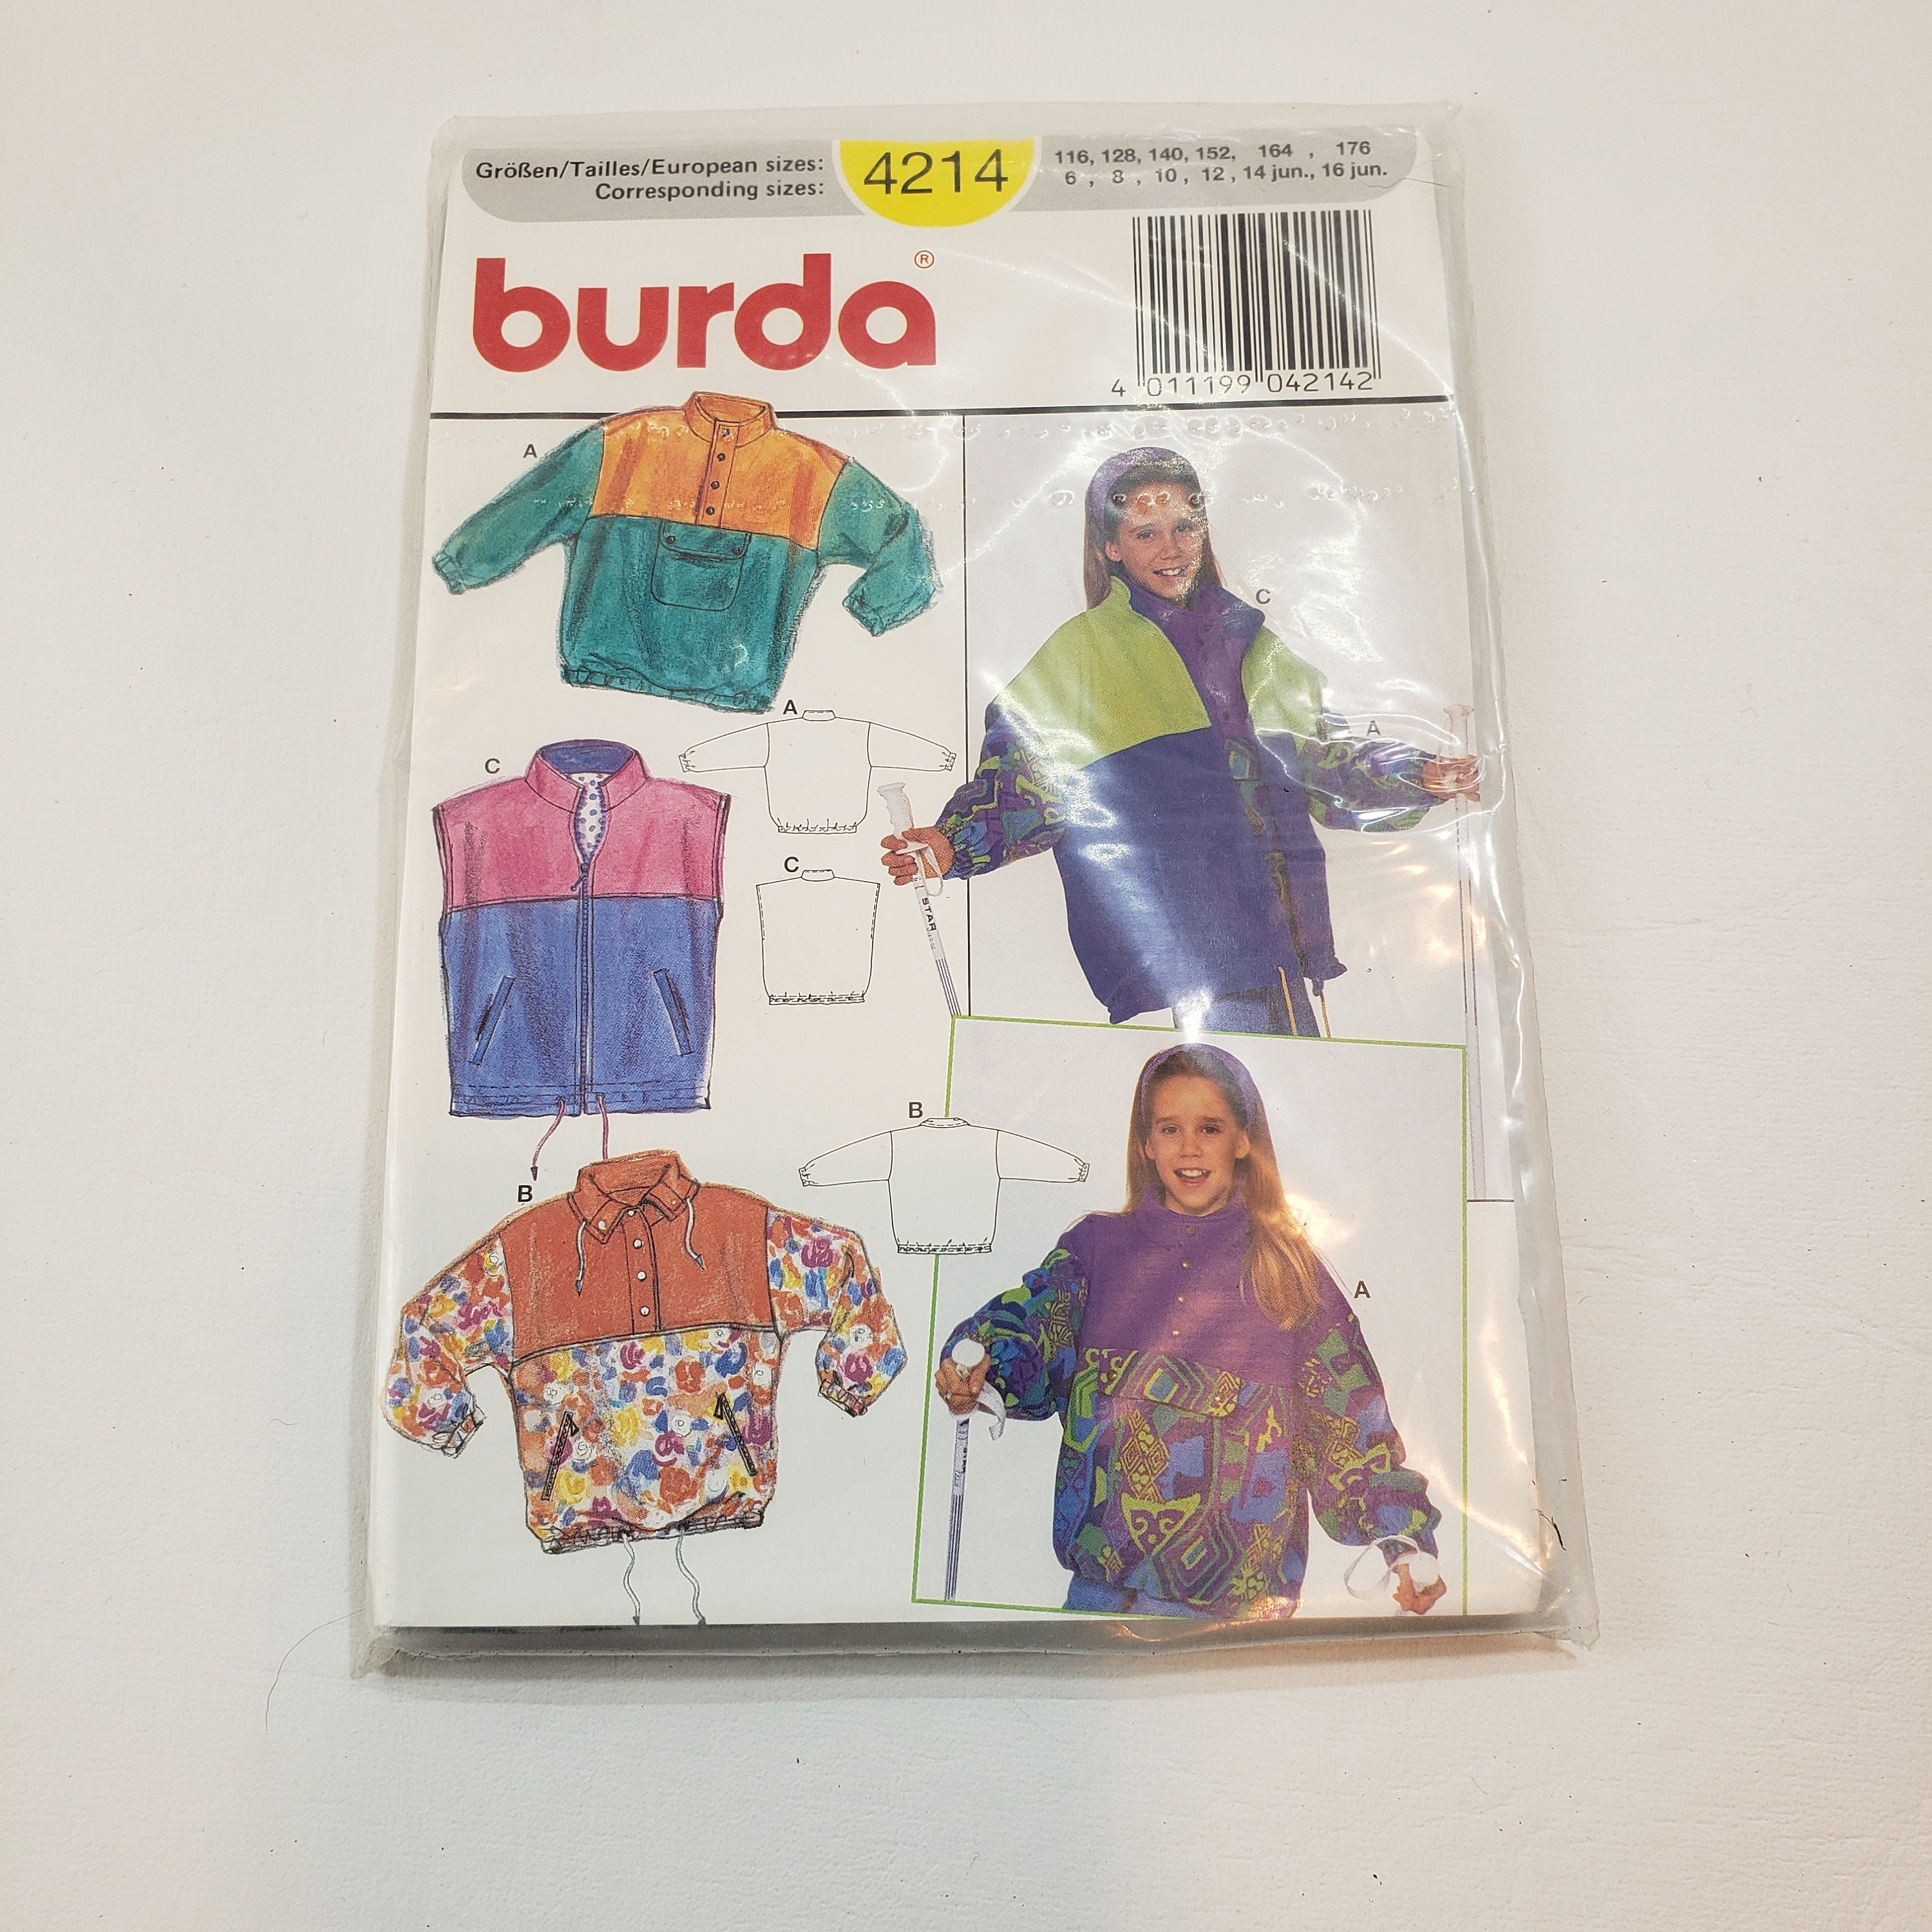 Größen/Tailles/European sizes:
Corresponding sizes:
4214
116, 128, 140, 152, 164 , 176
6 , 8 , 10 , 12 , 14 jun., 16 jun.
burda®
4 011199 042142
A
C
A
A
C
C
STAR
B
B
A